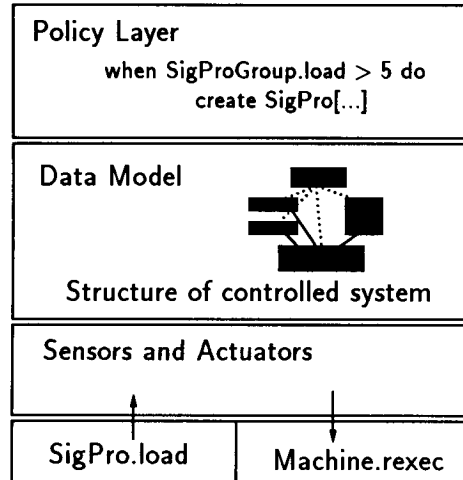 Policy Layer
when SigProGroup.load > 5 do
create SigPro[...]
Data Model
Structure of controlled system
Sensors and Actuators
SigPro.load
Machine.rexec